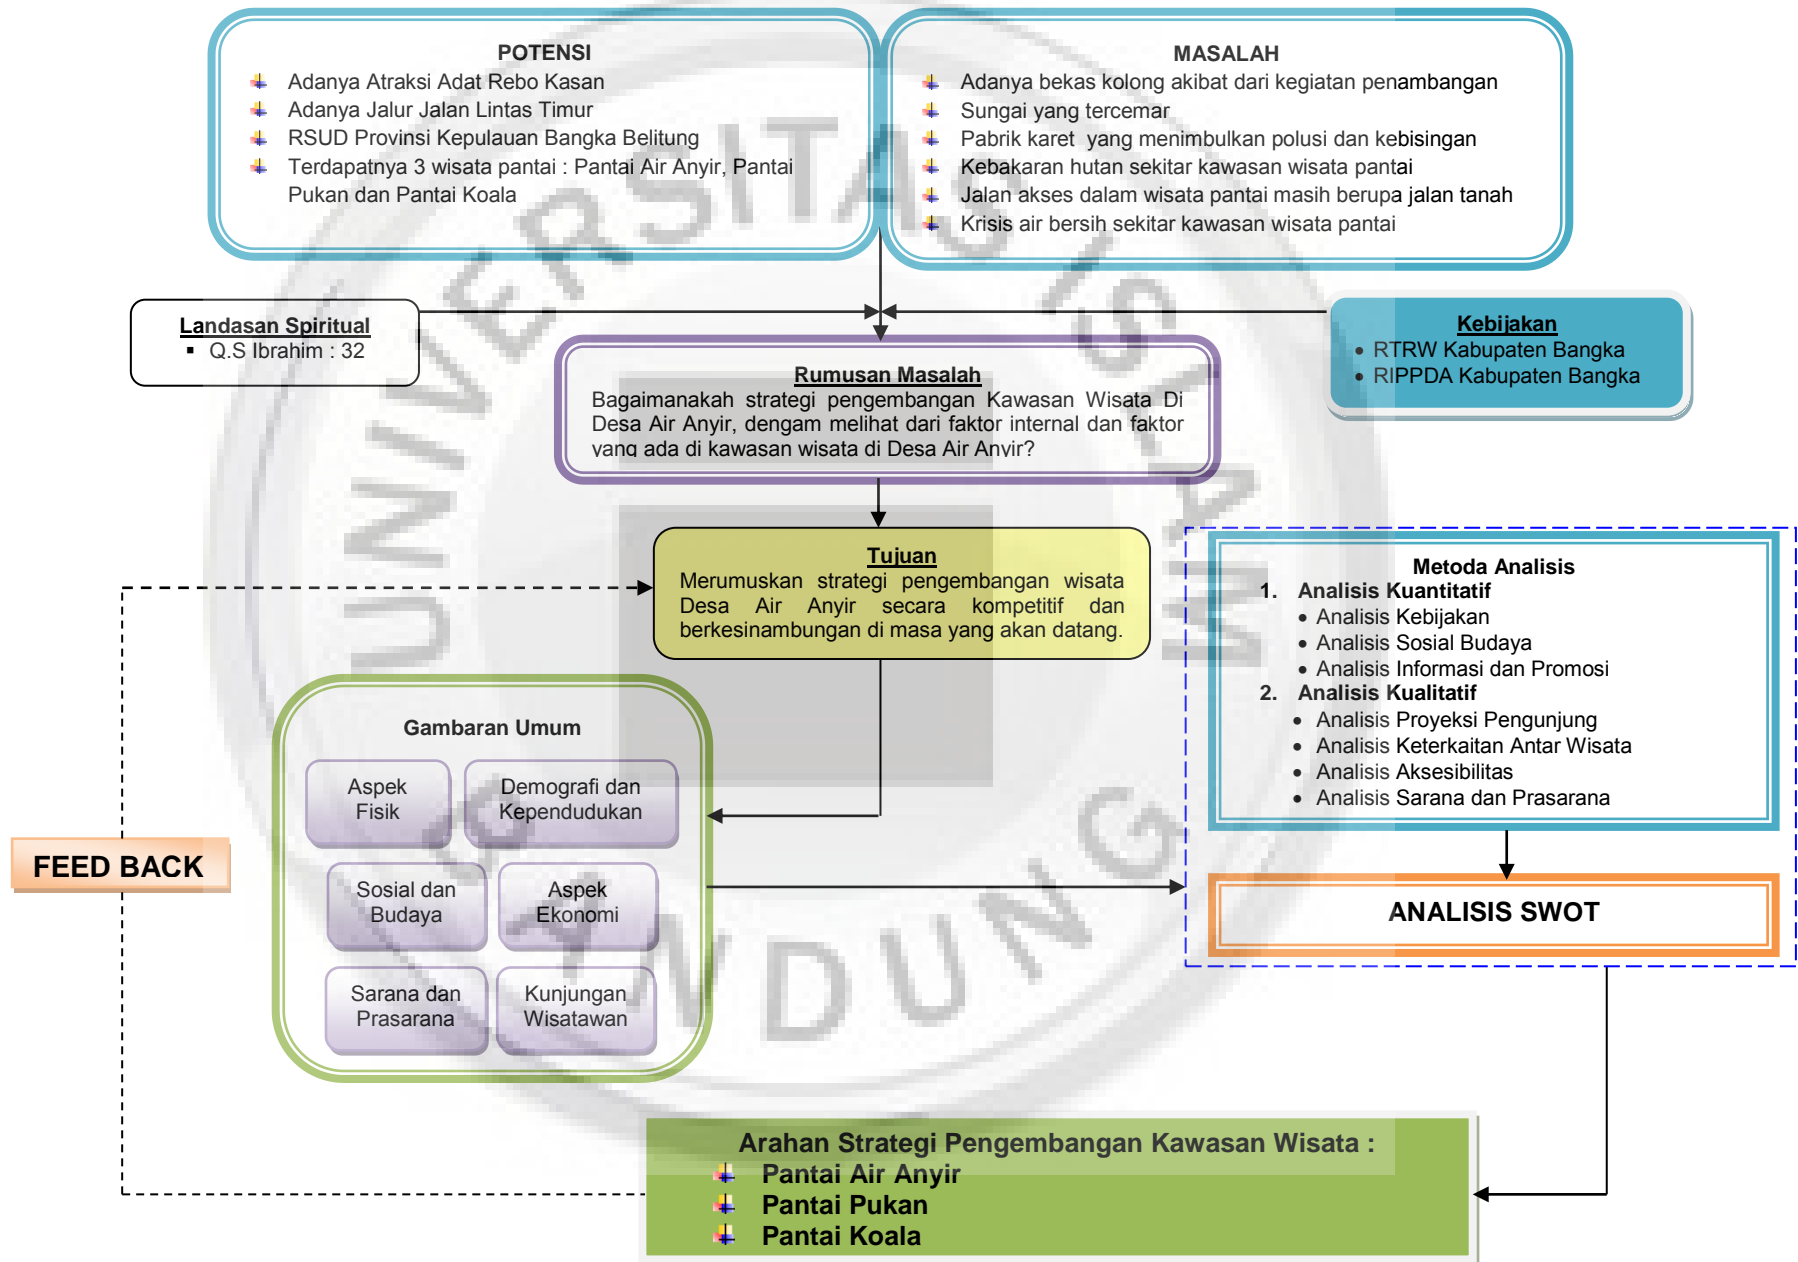 POTENSI
Adanya Atraksi Adat Rebo Kasan
Adanya Jalur Jalan Lintas Timur
RSUD Provinsi Kepulauan Bangka Belitung
Terdapatnya 3 wisata pantai : Pantai Air Anyir, Pantai
Pukan dan Pantai Koala
MASALAH
Adanya bekas kolong akibat dari kegiatan penambangan
Sungai yang tercemar
Pabrik karet yang menimbulkan polusi dan kebisingan
Kebakaran hutan sekitar kawasan wisata pantai
Jalan akses dalam wisata pantai masih berupa jalan tanah
Krisis air bersih sekitar kawasan wisata pantai
Landasan Spiritual
▪ Q.S Ibrahim : 32
Kebijakan
• RTRW Kabupaten Bangka
• RIPPDA Kabupaten Bangka
Rumusan Masalah
Bagaimanakah strategi pengembangan Kawasan Wisata Di
Desa Air Anyir, dengam melihat dari faktor internal dan faktor
yang ada di kawasan wisata di Desa Air Anyir?
Tujuan
Merumuskan strategi pengembangan wisata
Desa Air Anyir secara kompetitif dan
berkesinambungan di masa yang akan datang.
Metoda Analisis
1. Analisis Kuantitatif
• Analisis Kebijakan
• Analisis Sosial Budaya
• Analisis Informasi dan Promosi
2. Analisis Kualitatif
• Analisis Proyeksi Pengunjung
• Analisis Keterkaitan Antar Wisata
• Analisis Aksesibilitas
• Analisis Sarana dan Prasarana
ANALISIS SWOT
Gambaran Umum
Aspek
Fisik
Demografi dan
Kependudukan
Sosial dan
Budaya
Aspek
Ekonomi
Sarana dan
Prasarana
Kunjungan
Wisatawan
FEED BACK
Arahan Strategi Pengembangan Kawasan Wisata :
Pantai Air Anyir
Pantai Pukan
Pantai Koala
UNIVERSITAS ISLAM
BANDUNG